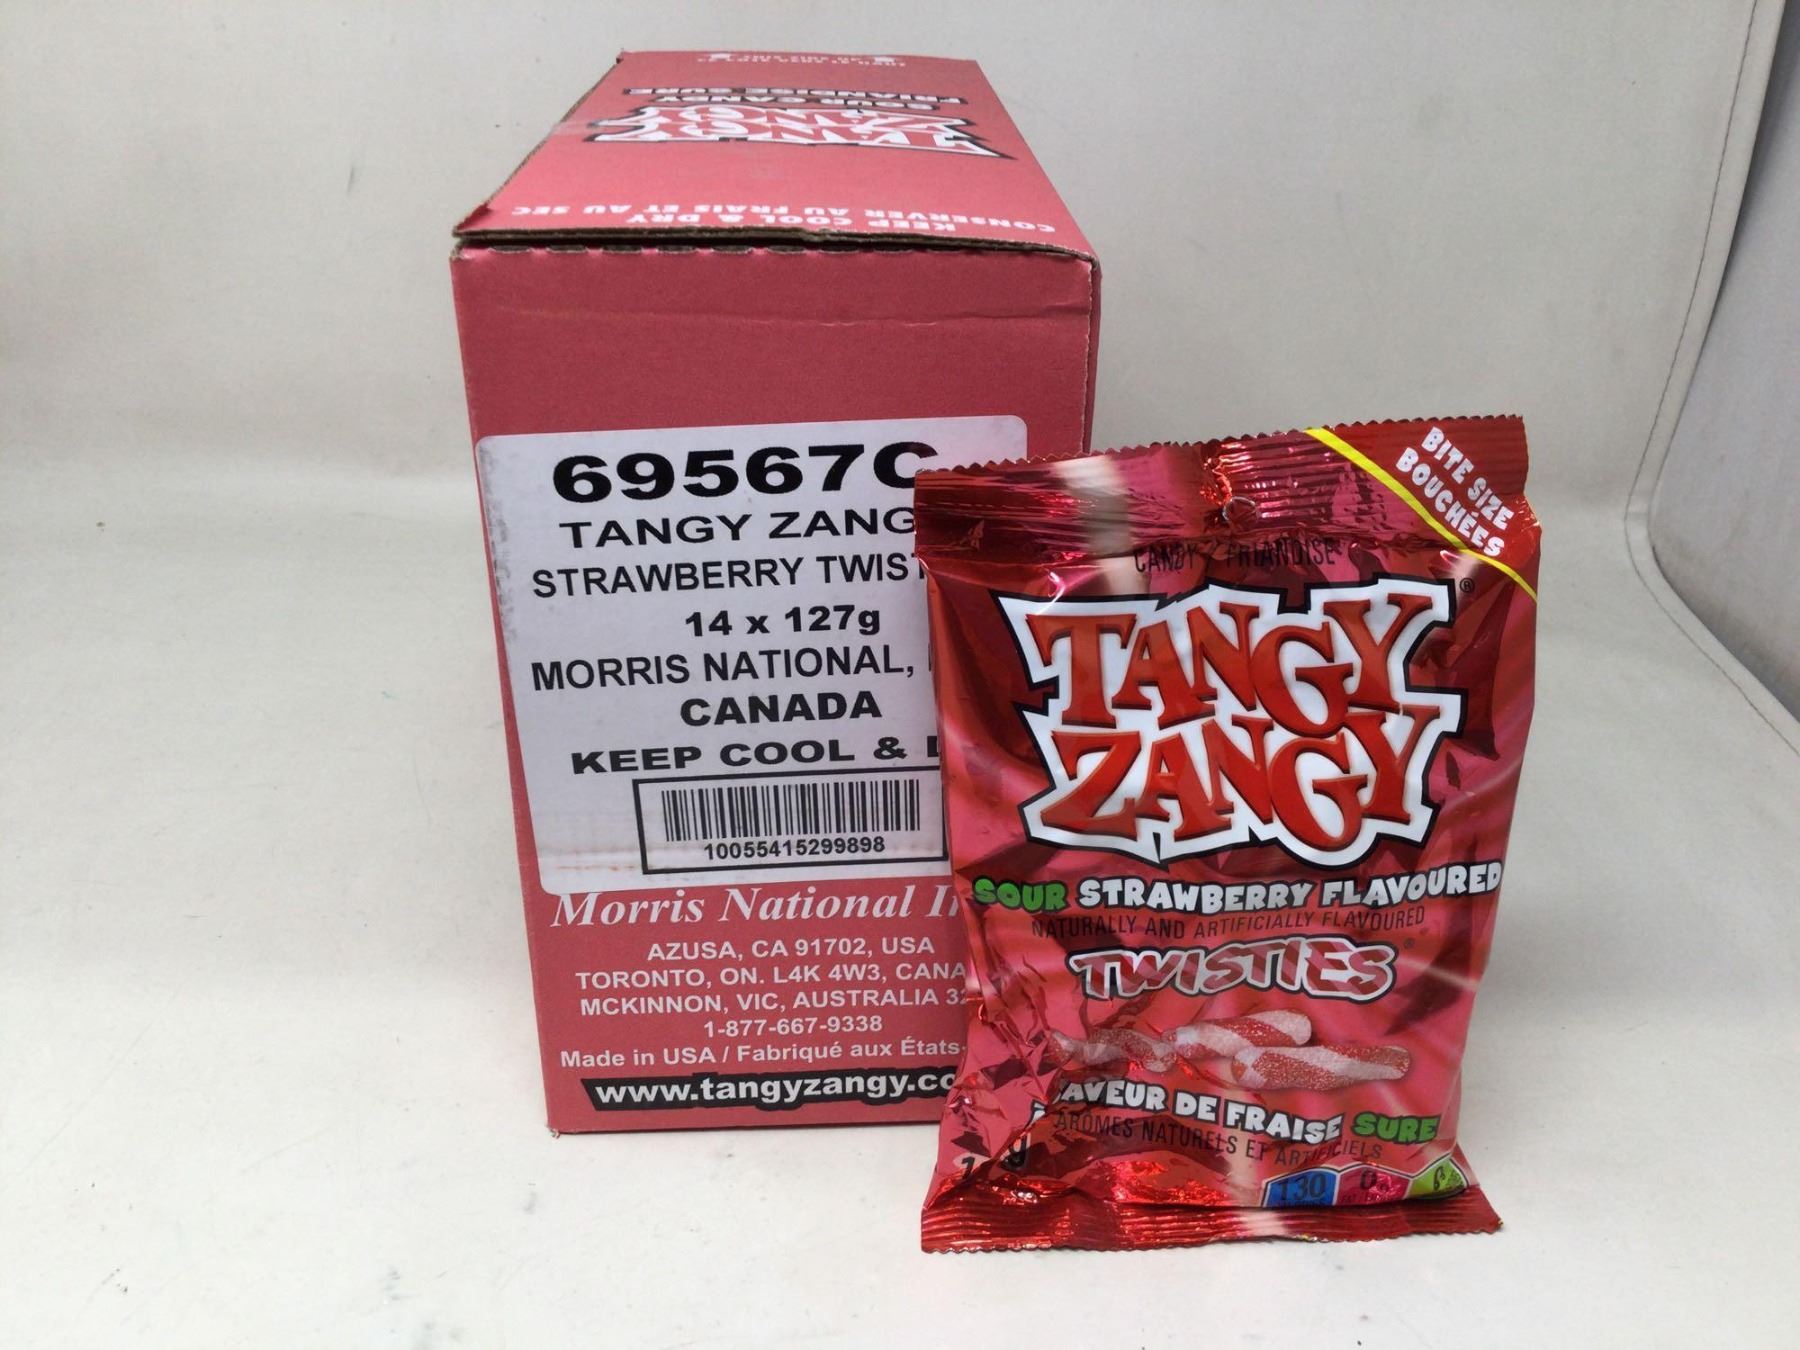 SOUR CANDY
FRIANDISE SURE
TANGY
ZANGY
KEEP COOL & DRY
CONSERVER AU FRAIS ET AU SEC
69567C
TANGY ZANG
STRAWBERRY TWIST
14 x 127g
MORRIS NATIONAL,
CANADA
KEEP COOL &
10055415299898
Morris National In
AZUSA, CA 91702, USA
TORONTO, ON. L4K 4W3, CANA
MCKINNON, VIC, AUSTRALIA 32
1-877-667-9338
Made in USA / Fabriqué aux États-
www.tangyzangy.co
BITE SIZE
BOUCHÉES
CANDY / FRIANDISE
TANGY
ZANGY®
SOUR STRAWBERRY FLAVOURED
NATURALLY AND ARTIFICIALLY FLAVOURED
TWISTIES®
SAVEUR DE FRAISE SURE
ARÔMES NATURELS ET ARTIFICIELS
130
0